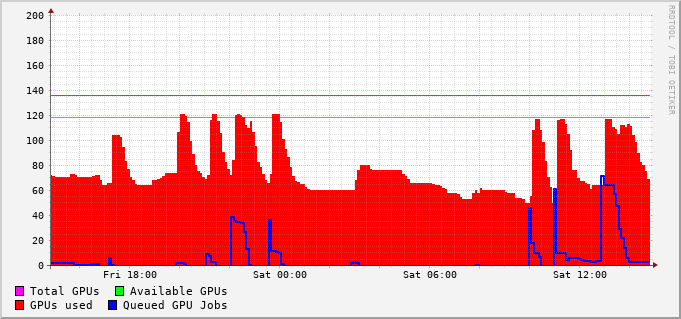 200
180
160
140
120
100
80
60
40
20
0
Fri 18:00 Sat 00:00 Sat 06:00 Sat 12:00
Total GPUs Available GPUs
GPUs used Queued GPU Jobs
RRDTOOL / TOBI OETIKER